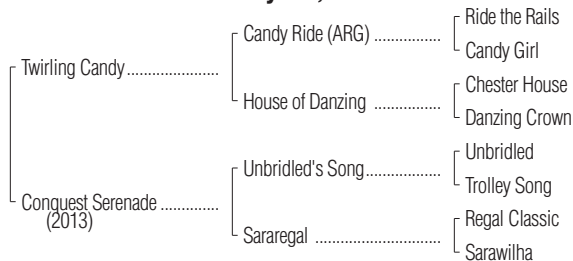 Ride the Rails
Candy Ride (ARG) ................
Candy Girl
Twirling Candy ......................
Chester House
House of Danzing ................
Danzing Crown
Unbridled
Unbridled's Song..................
Trolley Song
Conquest Serenade ..............
(2013)
Regal Classic
Sararegal ..............................
Sarawilha